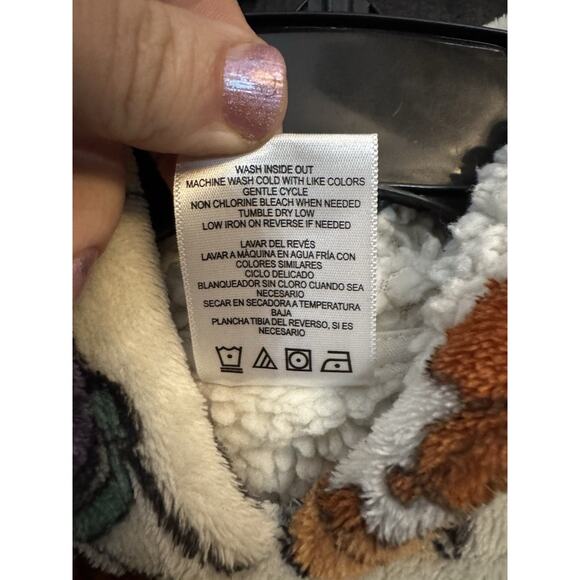 WASH INSIDE OUT
MACHINE WASH COLD WITH LIKE COLORS
GENTLE CYCLE
NON CHLORINE BLEACH WHEN NEEDED
TUMBLE DRY LOW
LOW IRON ON REVERSE IF NEEDED
LAVAR DEL REVÉS
LAVAR A MÁQUINA EN AGUA FRÍA CON
COLORES SIMILARES
CICLO DELICADO
BLANQUEADOR SIN CLORO CUANDO SEA
NECESARIO
SECAR EN SECADORA A TEMPERATURA
BAJA
PLANCHA TIBIA DEL REVERSO, SI ES
NECESARIO